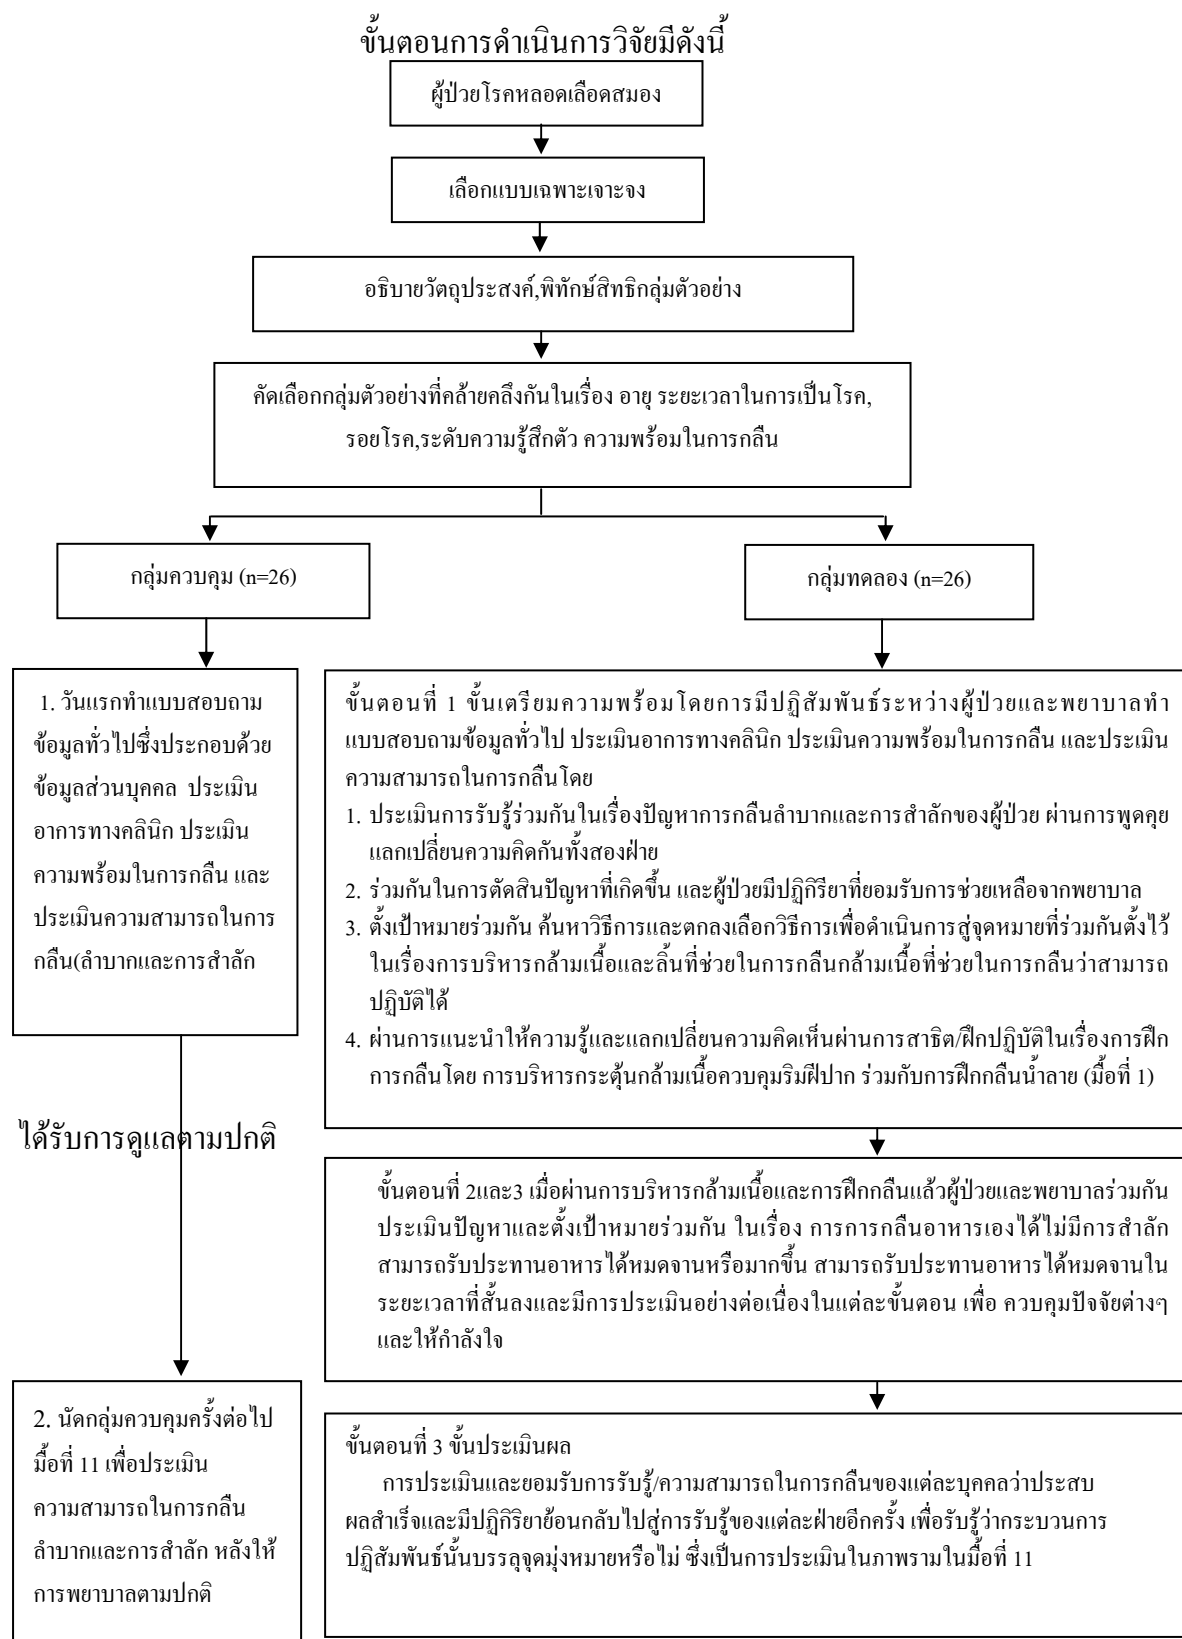 ขั้นตอนการดำเนินการวิจัยมีดังนี้
ผู้ป่วยโรคหลอดเลือดสมอง
เลือกแบบเฉพาะเจาะจง
อธิบายวัตถุประสงค์,พิทักษ์สิทธิกลุ่มตัวอย่าง
คัดเลือกกลุ่มตัวอย่างที่คล้ายคลึงกันในเรื่อง อายุ ระยะเวลาในการเป็นโรค,
รอยโรค,ระดับความรู้สึกตัว ความพร้อมในการกลืน
กลุ่มควบคุม (n=26)
1. วันแรกทำแบบสอบถาม
ข้อมูลทั่วไปซึ่งประกอบด้วย
ข้อมูลส่วนบุคคล ประเมิน
อาการทางคลินิก ประเมิน
ความพร้อมในการกลืน และ
ประเมินความสามารถในการ
กลืน(ลำบากและการสำลัก
ได้รับการดูแลตามปกติ
2. นัดกลุ่มควบคุมครั้งต่อไป
มื้อที่ 11 เพื่อประเมิน
ความสามารถในการกลืน
ลำบากและการสำลัก หลังให้
การพยาบาลตามปกติ
กลุ่มทดลอง (n=26)
ขั้นตอนที่ 1 ขั้นเตรียมความพร้อมโดยการมีปฏิสัมพันธ์ระหว่างผู้ป่วยและพยาบาลทำ
แบบสอบถามข้อมูลทั่วไป ประเมินอาการทางคลินิก ประเมินความพร้อมในการกลืน และประเมิน
ความสามารถในการกลืนโดย
1. ประเมินการรับรู้ร่วมกันในเรื่องปัญหาการกลืนลำบากและการสำลักของผู้ป่วย ผ่านการพูดคุย
แลกเปลี่ยนความคิดกันทั้งสองฝ่าย
2. ร่วมกันในการตัดสินปัญหาที่เกิดขึ้น และผู้ป่วยมีปฏิกิรียาที่ยอมรับการช่วยเหลือจากพยาบาล
3. ตั้งเป้าหมายร่วมกัน ค้นหาวิธีการและตกลงเลือกวิธีการเพื่อดำเนินการสู่จุดหมายที่ร่วมกันตั้งไว้
ในเรื่องการบริหารกล้ามเนื้อและลิ้นที่ช่วยในการกลืนกล้ามเนื้อที่ช่วยในการกลืนว่าสามารถ
ปฏิบัติได้
4. ผ่านการแนะนำให้ความรู้และแลกเปลี่ยนความคิดเห็นผ่านการสาธิต/ฝึกปฏิบัติในเรื่องการฝึก
การกลืนโดย การบริหารกระตุ้นกล้ามเนื้อควบคุมริมฝีปาก ร่วมกับการฝึกกลืนน้ำลาย (มื้อที่ 1)
ขั้นตอนที่ 2และ3 เมื่อผ่านการบริหารกล้ามเนื้อและการฝึกกลืนแล้วผู้ป่วยและพยาบาลร่วมกัน
ประเมินปัญหาและตั้งเป้าหมายร่วมกัน ในเรื่อง การการกลืนอาหารเองได้ไม่มีการสำลัก
สามารถรับประทานอาหารได้หมดจานหรือมากขึ้น สามารถรับประทานอาหารได้หมดจานใน
ระยะเวลาที่สั้นลงและมีการประเมินอย่างต่อเนื่องในแต่ละขั้นตอน เพื่อ ควบคุมปัจจัยต่างๆ
และให้กำลังใจ
ขั้นตอนที่ 3 ขั้นประเมินผล
การประเมินและยอมรับการรับรู้/ความสามารถในการกลืนของแต่ละบุคคลว่าประสบ
ผลสำเร็จและมีปฏิกิริยาย้อนกลับไปสู่การรับรู้ของแต่ละฝ่ายอีกครั้ง เพื่อรับรู้ว่ากระบวนการ
ปฏิสัมพันธ์นั้นบรรลุจุดมุ่งหมายหรือไม่ ซึ่งเป็นการประเมินในภาพรามในมื้อที่ 11